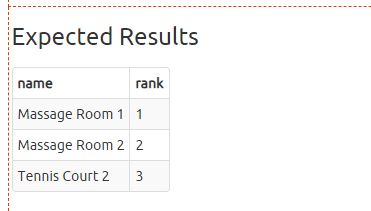 Expected Results
name rank
Massage Room 1 1
Massage Room 2 2
Tennis Court 2 3